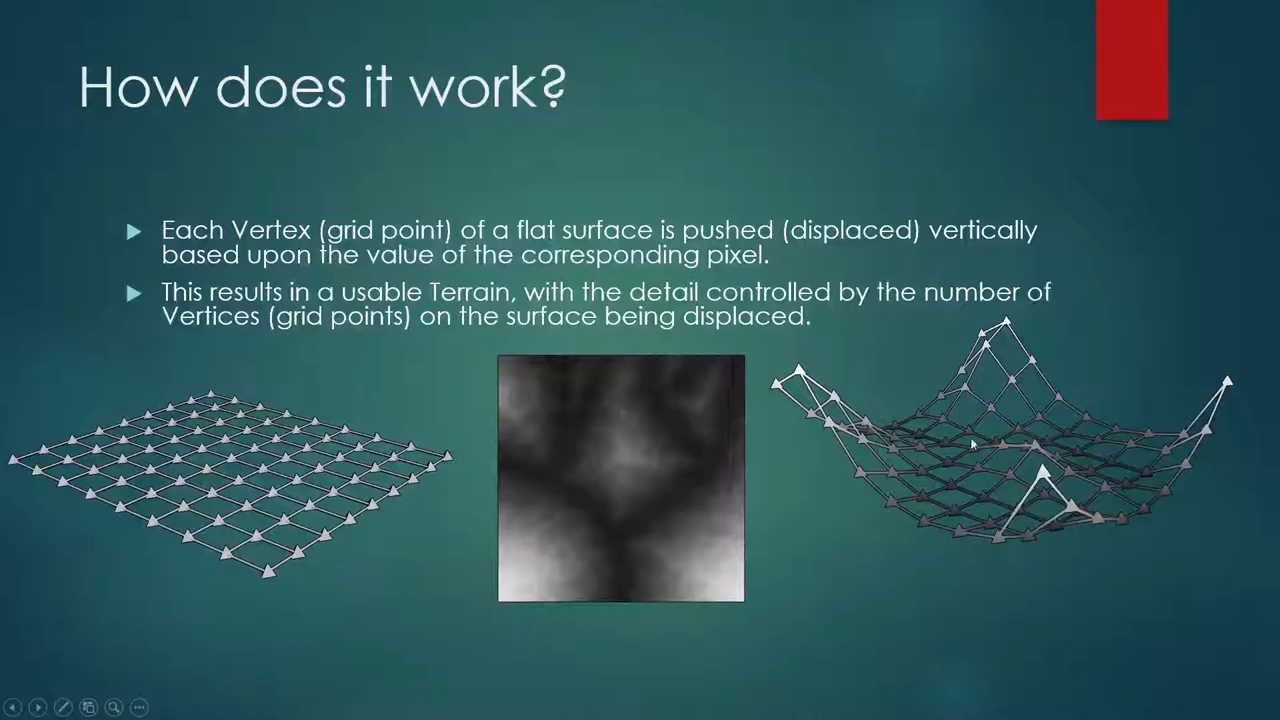 How does it work?
Each Vertex (grid point) of a flat surface is pushed (displaced) vertically
based upon the value of the corresponding pixel.
This results in a usable Terrain, with the detail controlled by the number of
Vertices (grid points) on the surface being displaced.